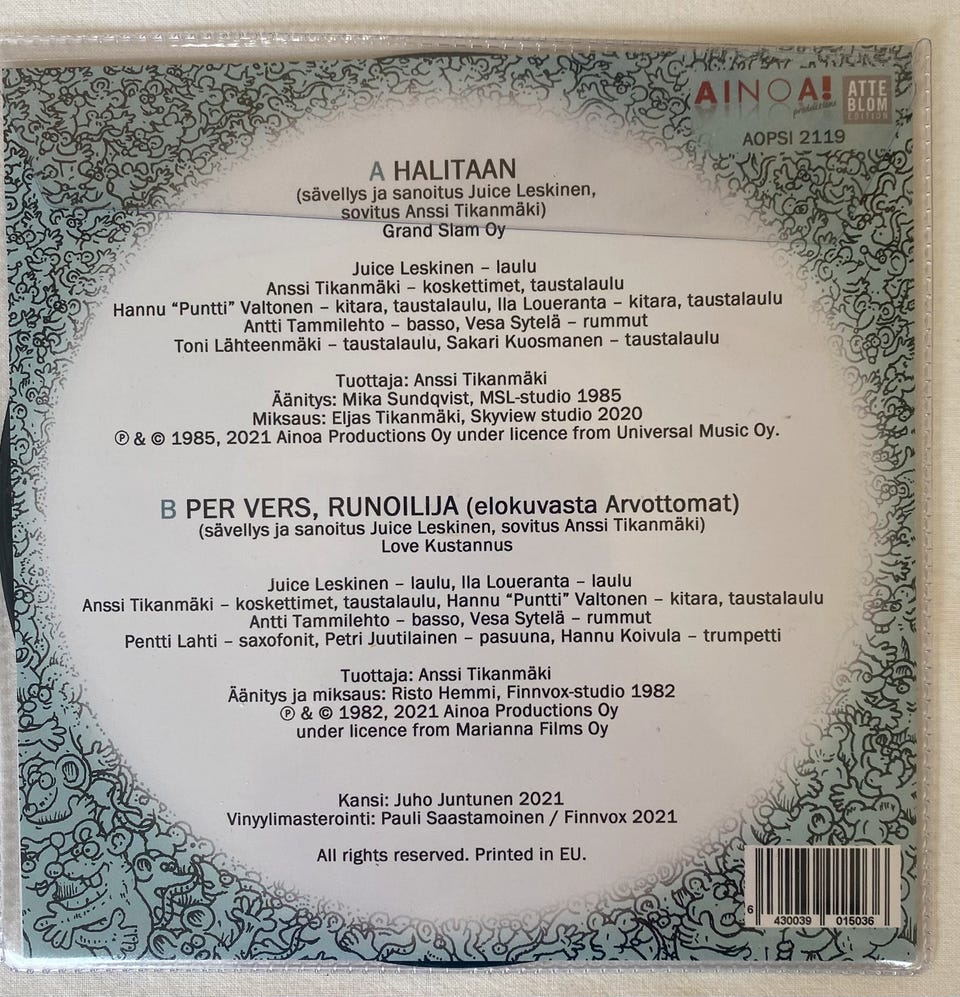 AINOA!
productions
ATTE
BLOM
EDITION
AOPSI 2119
A HALITAAN
(sävellys ja sanoitus Juice Leskinen,
sovitus Anssi Tikanmäki)
Grand Slam Oy
Juice Leskinen – laulu
Anssi Tikanmäki – koskettimet, taustalaulu
Hannu “Puntti” Valtonen – kitara, taustalaulu, Ila Loueranta – kitara, taustalaulu
Antti Tammilehto – basso, Vesa Sytelä – rummut
Toni Lähteenmäki – taustalaulu, Sakari Kuosmanen – taustalaulu
Tuottaja: Anssi Tikanmäki
Äänitys: Mika Sundqvist, MSL-studio 1985
Miksaus: Eljas Tikanmäki, Skyview studio 2020
℗ & © 1985, 2021 Ainoa Productions Oy under licence from Universal Music Oy.
B PER VERS, RUNOILIJA (elokuvasta Arvottomat)
(sävellys ja sanoitus Juice Leskinen, sovitus Anssi Tikanmäki)
Love Kustannus
Juice Leskinen – laulu, Ila Loueranta – laulu
Anssi Tikanmäki – koskettimet, taustalaulu, Hannu “Puntti” Valtonen – kitara, taustalaulu
Antti Tammilehto – basso, Vesa Sytelä – rummut
Pentti Lahti – saxofonit, Petri Juutilainen – pasuuna, Hannu Koivula – trumpetti
Tuottaja: Anssi Tikanmäki
Äänitys ja miksaus: Risto Hemmi, Finnvox-studio 1982
℗ & © 1982, 2021 Ainoa Productions Oy
under licence from Marianna Films Oy
Kansi: Juho Juntunen 2021
Vinyylimasterointi: Pauli Saastamoinen / Finnvox 2021
All rights reserved. Printed in EU.
6 430039 015036